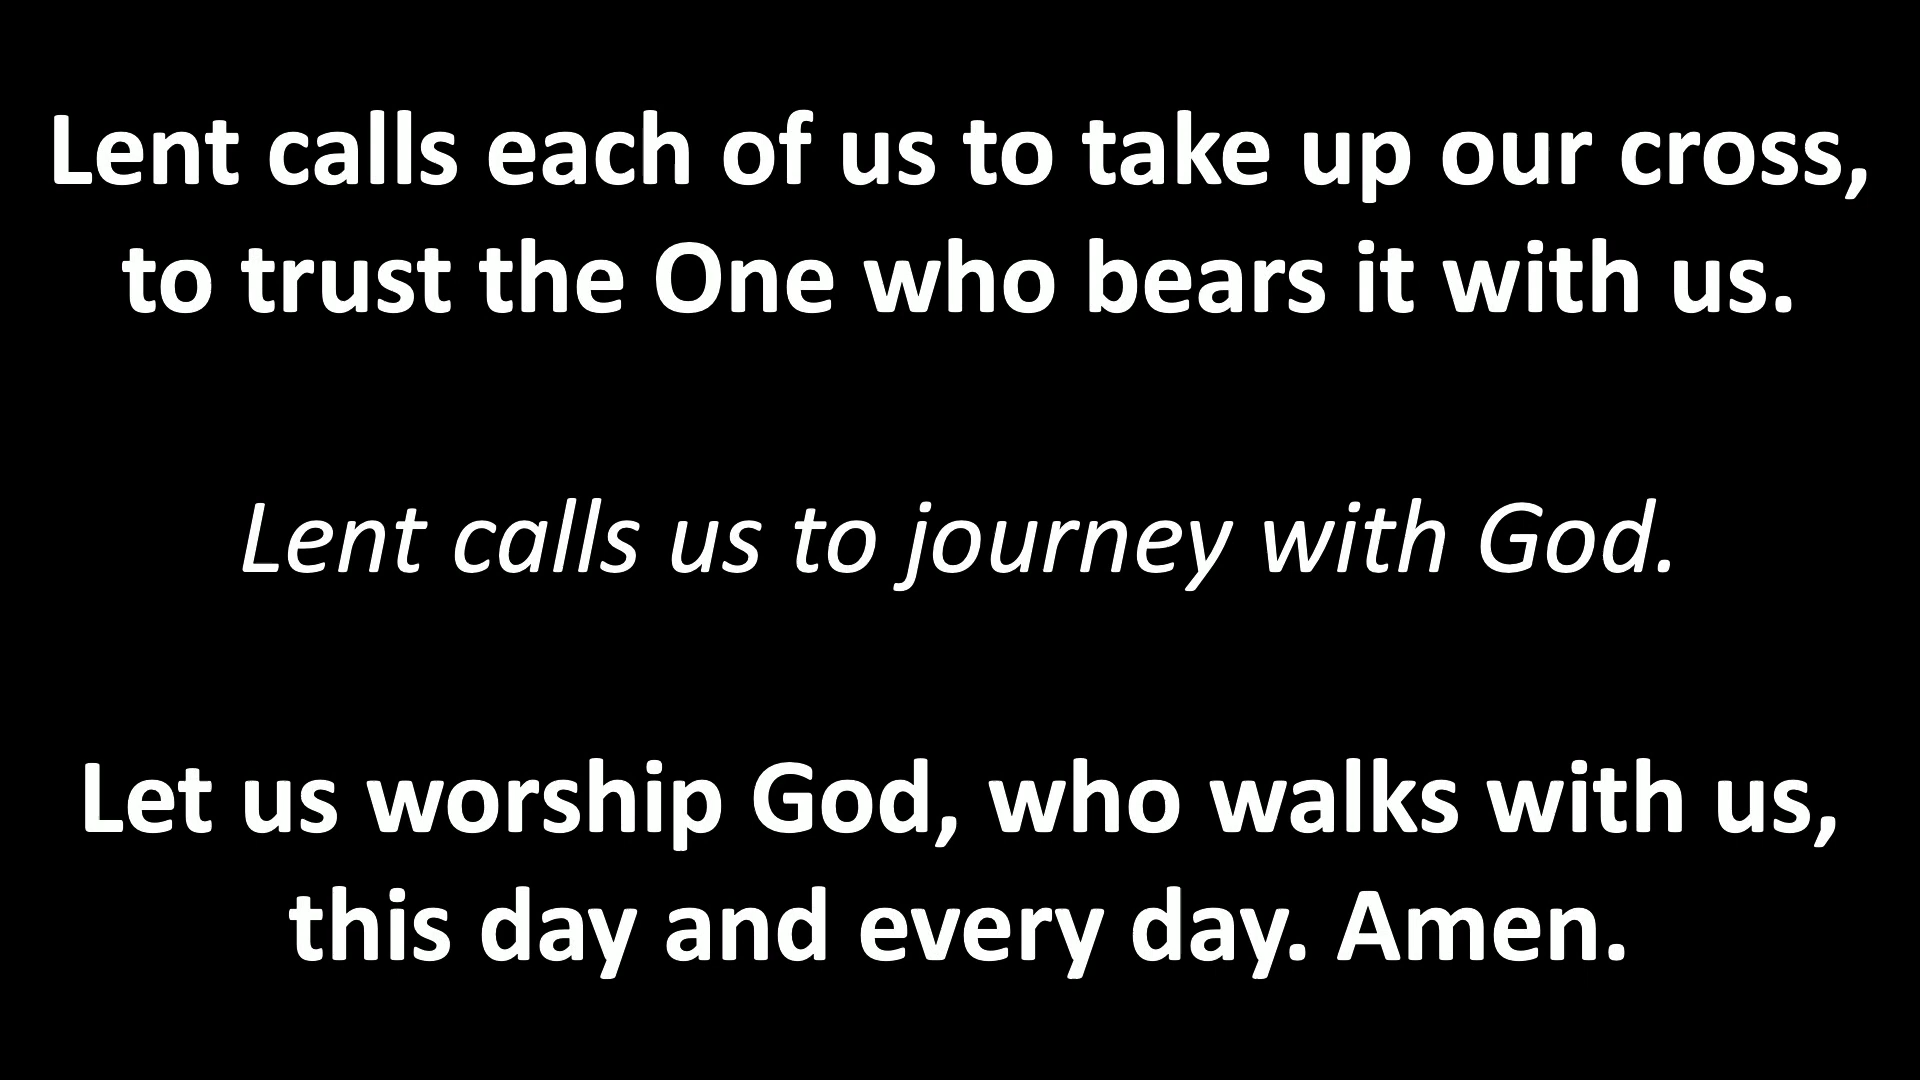 Lent calls each of us to take up our cross,
to trust the One who bears it with us.
Lent calls us to journey with God.
Let us worship God, who walks with us,
this day and every day. Amen.